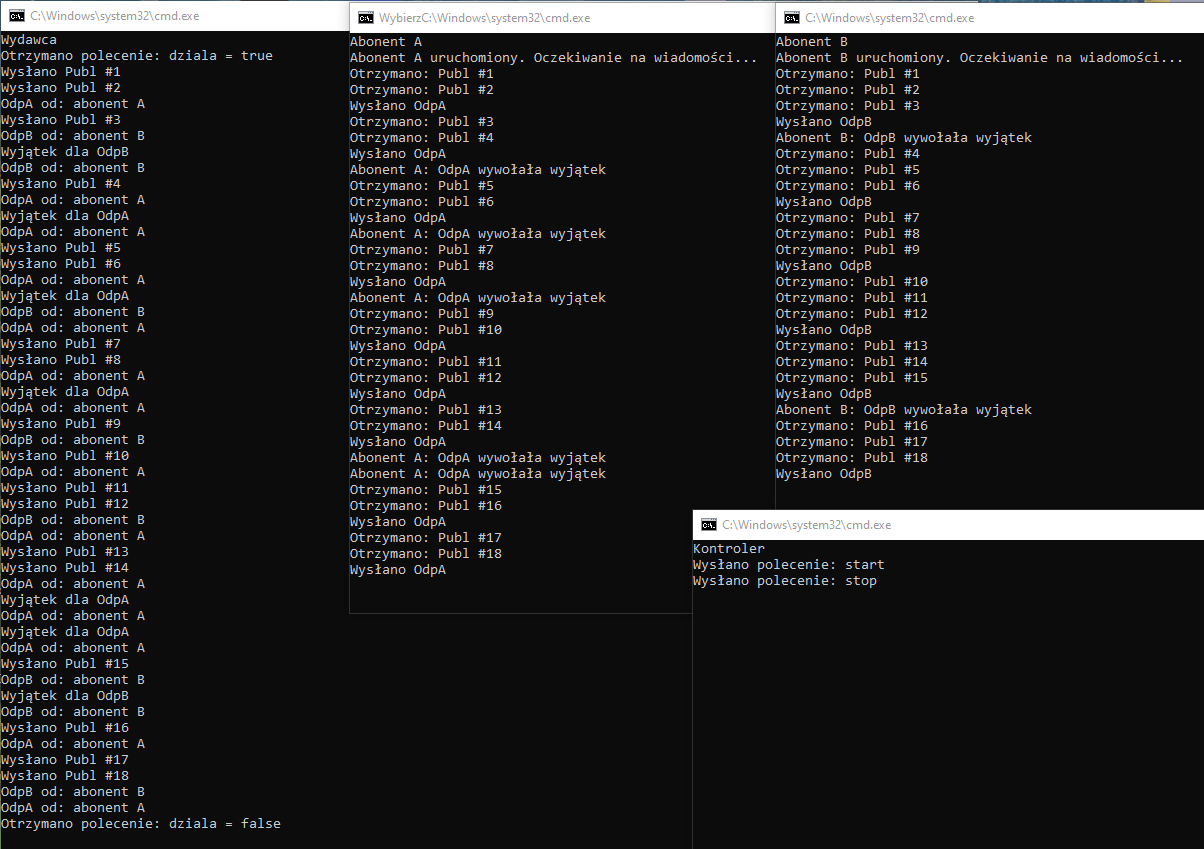 C:\Windows\system32\cmd.exe
Wydawca
Otrzymano polecenie: dziala = true
Wysłano Publ #1
Wysłano Publ #2
OdpA od: abonent A
Wysłano Publ #3
OdpB od: abonent B
Wyjątek dla OdpB
OdpB od: abonent B
Wysłano Publ #4
OdpA od: abonent A
Wyjątek dla OdpA
OdpA od: abonent A
Wysłano Publ #5
Wysłano Publ #6
OdpA od: abonent A
Wyjątek dla OdpA
OdpB od: abonent B
OdpA od: abonent A
Wysłano Publ #7
Wysłano Publ #8
OdpA od: abonent A
Wyjątek dla OdpA
OdpA od: abonent A
Wysłano Publ #9
OdpB od: abonent B
Wysłano Publ #10
OdpA od: abonent A
Wysłano Publ #11
Wysłano Publ #12
OdpB od: abonent B
OdpA od: abonent A
Wysłano Publ #13
Wysłano Publ #14
OdpA od: abonent A
Wyjątek dla OdpA
OdpA od: abonent A
Wyjątek dla OdpA
OdpA od: abonent A
Wysłano Publ #15
OdpB od: abonent B
Wyjątek dla OdpB
OdpB od: abonent B
Wysłano Publ #16
OdpA od: abonent A
Wysłano Publ #17
Wysłano Publ #18
OdpB od: abonent B
OdpA od: abonent A
Otrzymano polecenie: dziala = false
WybierzC:\Windows\system32\cmd.exe
Abonent A
Abonent A uruchomiony. Oczekiwanie na wiadomości...
Otrzymano: Publ #1
Otrzymano: Publ #2
Wysłano OdpA
Otrzymano: Publ #3
Otrzymano: Publ #4
Wysłano OdpA
Abonent A: OdpA wywołała wyjątek
Otrzymano: Publ #5
Otrzymano: Publ #6
Wysłano OdpA
Abonent A: OdpA wywołała wyjątek
Otrzymano: Publ #7
Otrzymano: Publ #8
Wysłano OdpA
Abonent A: OdpA wywołała wyjątek
Otrzymano: Publ #9
Otrzymano: Publ #10
Wysłano OdpA
Otrzymano: Publ #11
Otrzymano: Publ #12
Wysłano OdpA
Otrzymano: Publ #13
Otrzymano: Publ #14
Wysłano OdpA
Abonent A: OdpA wywołała wyjątek
Abonent A: OdpA wywołała wyjątek
Otrzymano: Publ #15
Otrzymano: Publ #16
Wysłano OdpA
Otrzymano: Publ #17
Otrzymano: Publ #18
Wysłano OdpA
C:\Windows\system32\cmd.exe
Abonent B
Abonent B uruchomiony. Oczekiwanie na wiadomości...
Otrzymano: Publ #1
Otrzymano: Publ #2
Otrzymano: Publ #3
Wysłano OdpB
Abonent B: OdpB wywołała wyjątek
Otrzymano: Publ #4
Otrzymano: Publ #5
Otrzymano: Publ #6
Wysłano OdpB
Otrzymano: Publ #7
Otrzymano: Publ #8
Otrzymano: Publ #9
Wysłano OdpB
Otrzymano: Publ #10
Otrzymano: Publ #11
Otrzymano: Publ #12
Wysłano OdpB
Otrzymano: Publ #13
Otrzymano: Publ #14
Otrzymano: Publ #15
Wysłano OdpB
Abonent B: OdpB wywołała wyjątek
Otrzymano: Publ #16
Otrzymano: Publ #17
Otrzymano: Publ #18
Wysłano OdpB
C:\Windows\system32\cmd.exe
Kontroler
Wysłano polecenie: start
Wysłano polecenie: stop